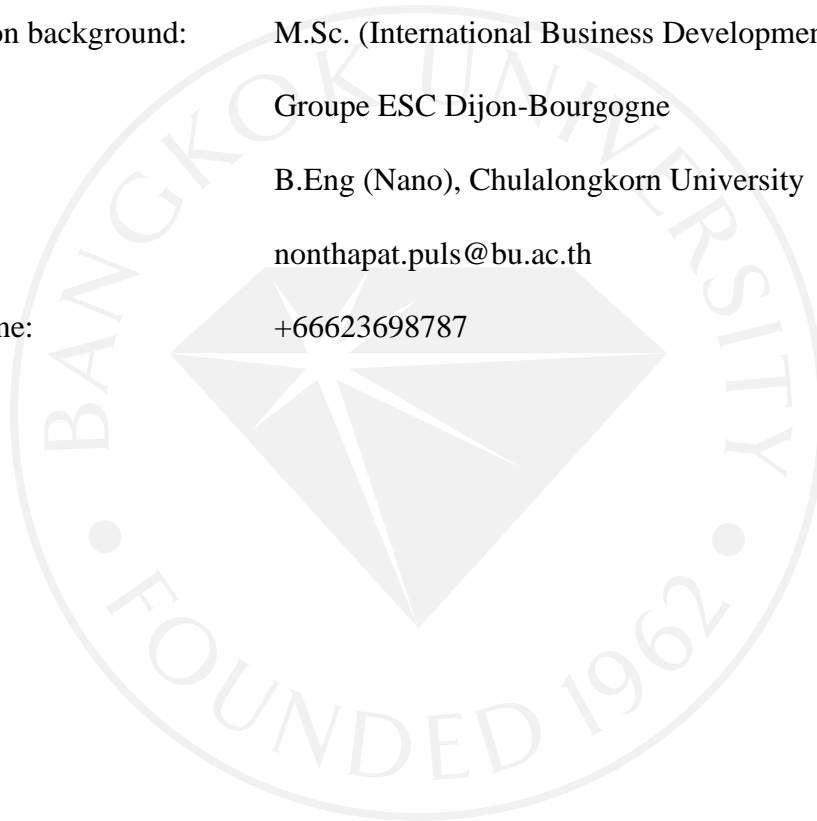 on background: M.Sc. (International Business Developmen
Groupe ESC Dijon-Bourgogne
B.Eng (Nano), Chulalongkorn University
nonthapat.puls@bu.ac.th
ne: +66623698787
BANGKOK UNIVERSITY
• FOUNDED 1962 •